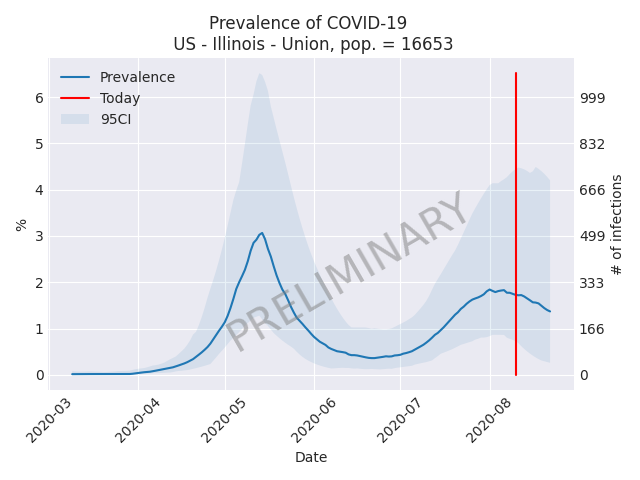 Prevalence of COVID-19
US - Illinois - Union, pop. = 16653
Prevalence
Today
95CI
%
6
5
4
3
2
1
0
999
832
666
499
333
166
0
# of infections
PRELIMINARY
2020-03
2020-04
2020-05
2020-06
2020-07
2020-08
Date